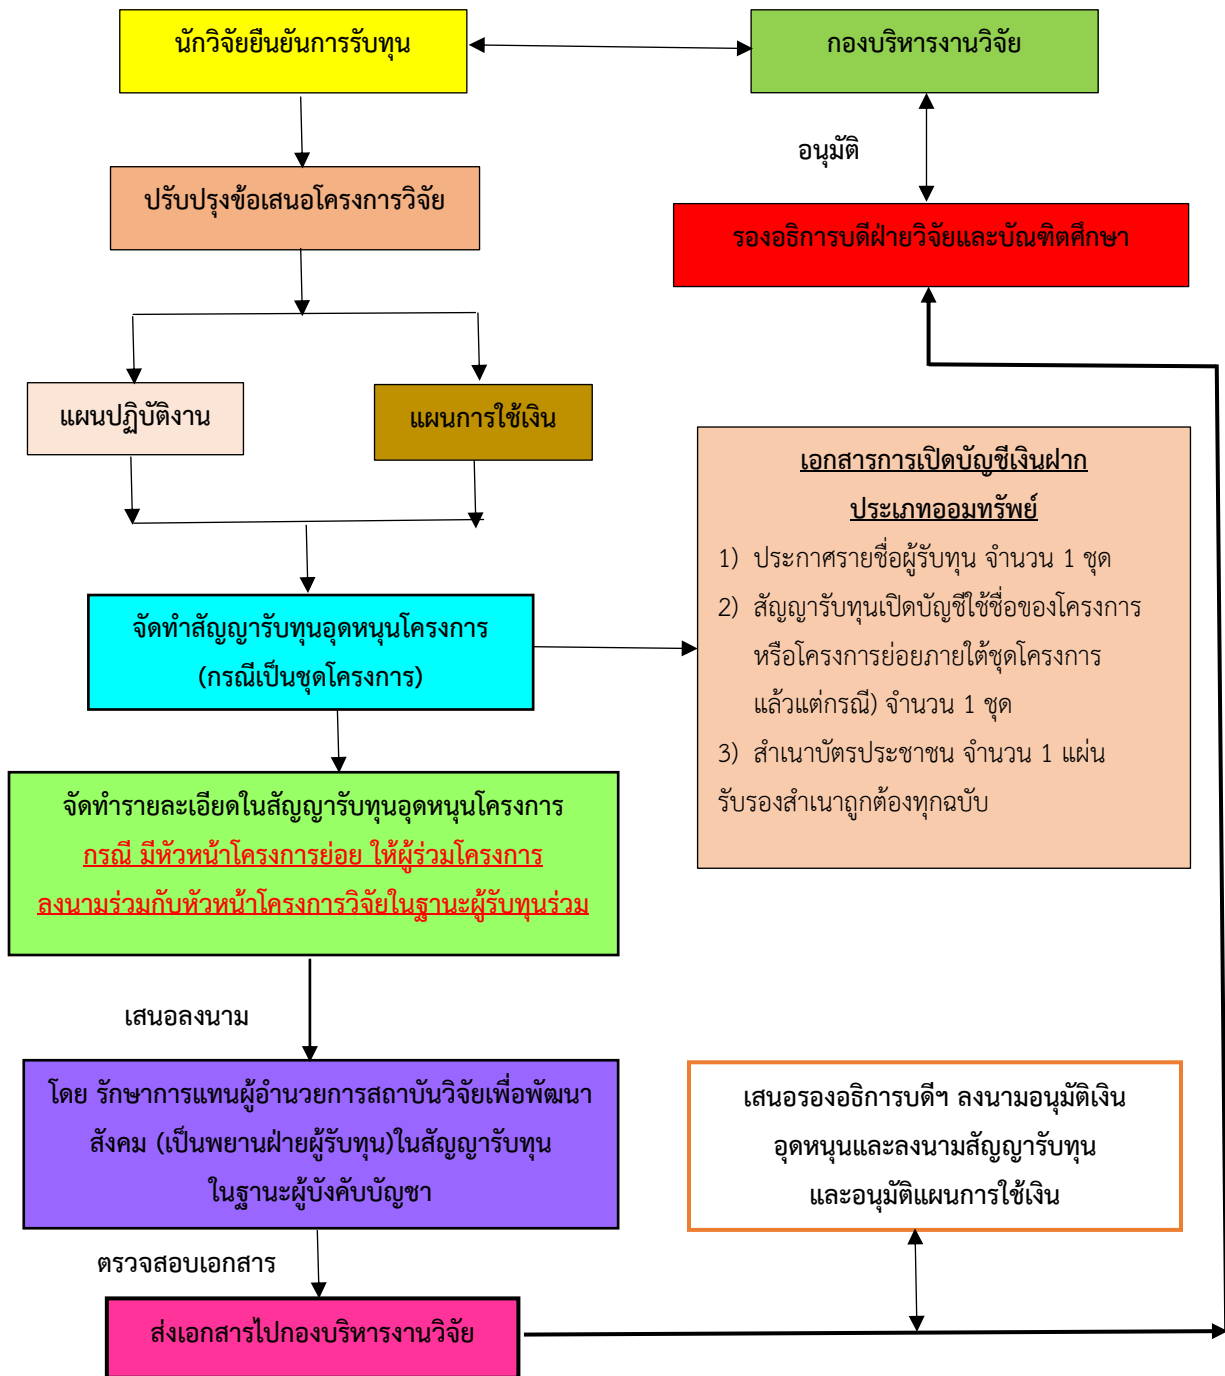 นักวิจัยยืนยันการรับทุน
กองบริหารงานวิจัย
อนุมัติ
ปรับปรุงข้อเสนอโครงการวิจัย
รองอธิการบดีฝ่ายวิจัยและบัณฑิตศึกษา
แผนปฏิบัติงาน
แผนการใช้เงิน
เอกสารการเปิดบัญชีเงินฝาก
ประเภทออมทรัพย์
1) ประกาศรายชื่อผู้รับทุน จำนวน 1 ชุด
2) สัญญารับทุนเปิดบัญชีใช้ชื่อของโครงการ
หรือโครงการย่อยภายใต้ชุดโครงการ
แล้วแต่กรณี) จำนวน 1 ชุด
3) สำเนาบัตรประชาชน จำนวน 1 แผ่น
รับรองสำเนาถูกต้องทุกฉบับ
จัดทำสัญญารับทุนอุดหนุนโครงการ
(กรณีเป็นชุดโครงการ)
จัดทำรายละเอียดในสัญญารับทุนอุดหนุนโครงการ
กรณี มีหัวหน้าโครงการย่อย ให้ผู้ร่วมโครงการ
ลงนามร่วมกับหัวหน้าโครงการวิจัยในฐานะผู้รับทุนร่วม
เสนอลงนาม
โดย รักษาการแทนผู้อำนวยการสถาบันวิจัยเพื่อพัฒนา
สังคม (เป็นพยานฝ่ายผู้รับทุน)ในสัญญารับทุน
ในฐานะผู้บังคับบัญชา
เสนอรองอธิการบดีฯ ลงนามอนุมัติเงิน
อุดหนุนและลงนามสัญญารับทุน
และอนุมัติแผนการใช้เงิน
ตรวจสอบเอกสาร
ส่งเอกสารไปกองบริหารงานวิจัย